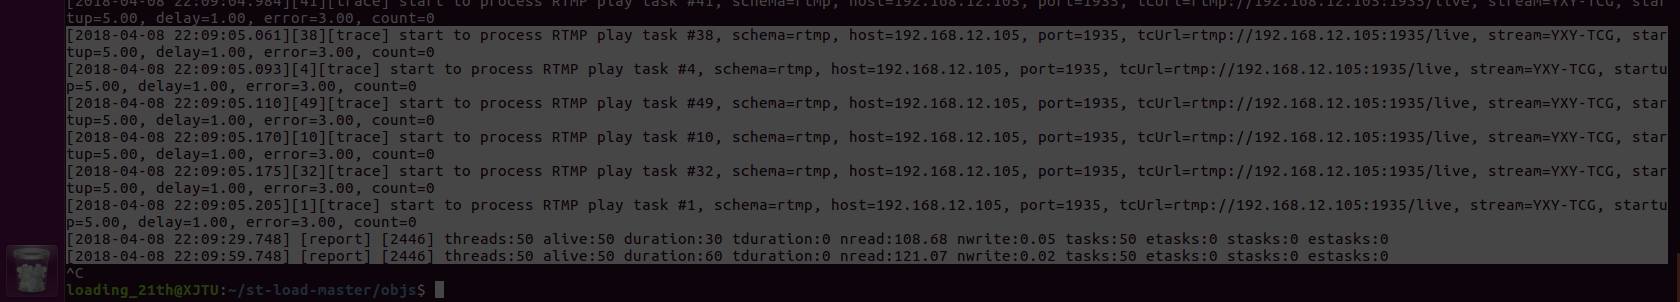 [2018-04-08 22:09:04.984][41][trace] start to process RTMP play task #41, schema=rtmp, host=192.168.12.105, port=1935, tcUrl=rtmp://192.168.12.105:1935/live, stream=YXY-TCG, star
tup=5.00, delay=1.00, error=3.00, count=0
[2018-04-08 22:09:05.061][38][trace] start to process RTMP play task #38, schema=rtmp, host=192.168.12.105, port=1935, tcUrl=rtmp://192.168.12.105:1935/live, stream=YXY-TCG, star
tup=5.00, delay=1.00, error=3.00, count=0
[2018-04-08 22:09:05.093][4][trace] start to process RTMP play task #4, schema=rtmp, host=192.168.12.105, port=1935, tcUrl=rtmp://192.168.12.105:1935/live, stream=YXY-TCG, startu
p=5.00, delay=1.00, error=3.00, count=0
[2018-04-08 22:09:05.110][49][trace] start to process RTMP play task #49, schema=rtmp, host=192.168.12.105, port=1935, tcUrl=rtmp://192.168.12.105:1935/live, stream=YXY-TCG, star
tup=5.00, delay=1.00, error=3.00, count=0
[2018-04-08 22:09:05.170][10][trace] start to process RTMP play task #10, schema=rtmp, host=192.168.12.105, port=1935, tcUrl=rtmp://192.168.12.105:1935/live, stream=YXY-TCG, star
tup=5.00, delay=1.00, error=3.00, count=0
[2018-04-08 22:09:05.175][32][trace] start to process RTMP play task #32, schema=rtmp, host=192.168.12.105, port=1935, tcUrl=rtmp://192.168.12.105:1935/live, stream=YXY-TCG, star
tup=5.00, delay=1.00, error=3.00, count=0
[2018-04-08 22:09:05.205][1][trace] start to process RTMP play task #1, schema=rtmp, host=192.168.12.105, port=1935, tcUrl=rtmp://192.168.12.105:1935/live, stream=YXY-TCG, startu
p=5.00, delay=1.00, error=3.00, count=0
[2018-04-08 22:09:29.748] [report] [2446] threads:50 alive:50 duration:30 tduration:0 nread:108.68 nwrite:0.05 tasks:50 etasks:0 stasks:0 estasks:0
[2018-04-08 22:09:59.748] [report] [2446] threads:50 alive:50 duration:60 tduration:0 nread:121.07 nwrite:0.02 tasks:50 etasks:0 stasks:0 estasks:0
^C
loading_21th@XJTU:~/st-load-master/objs$